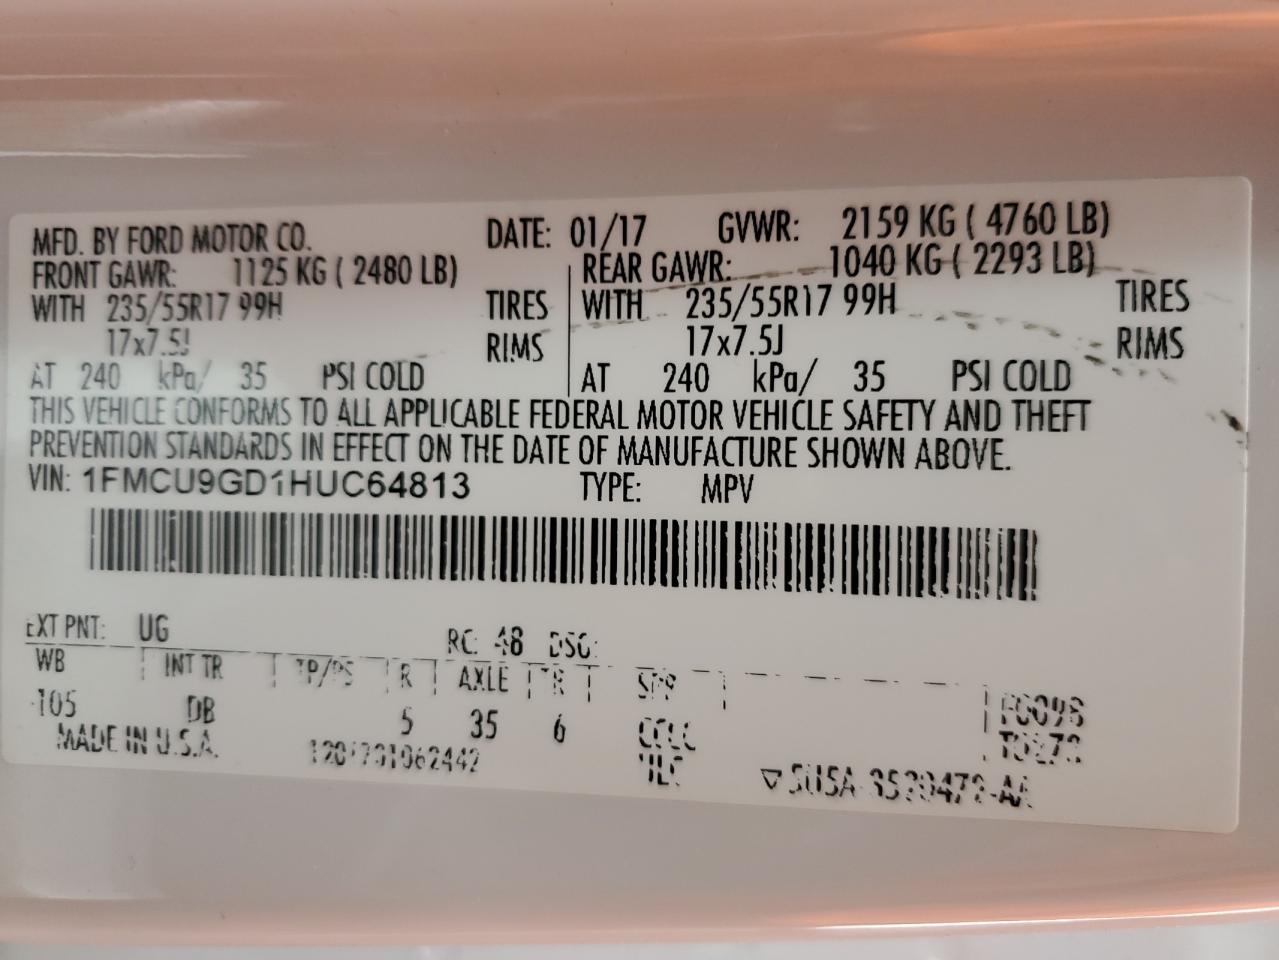 MFD. BY FORD MOTOR CO. DATE: 01/17 GVWR: 2159 KG ( 4760 LB)
FRONT GAWR: 1125 KG ( 2480 LB) REAR GAWR: 1040 KG ( 2293 LB)
WITH 235/55R17 99H TIRES WITH 235/55R17 99H TIRES
17x7.5J RIMS 17x7.5J RIMS
AT 240 kPa/ 35 PSI COLD AT 240 kPa/ 35 PSI COLD
THIS VEHICLE CONFORMS TO ALL APPLICABLE FEDERAL MOTOR VEHICLE SAFETY AND THEFT
PREVENTION STANDARDS IN EFFECT ON THE DATE OF MANUFACTURE SHOWN ABOVE.
VIN: 1FMCU9GD1HUC64813 TYPE: MPV
EXT PNT: UG RC: 48 DSO:
WB INT TR TP/PS R AXLE TR SPR
105 DB 5 35 6
MADE IN U.S.A.